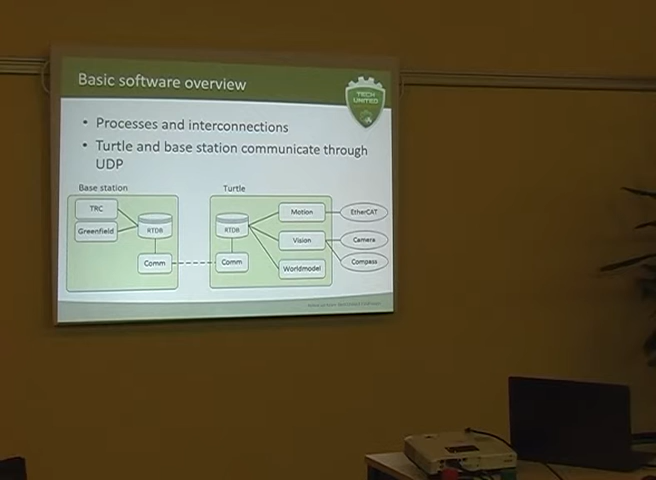 Basic software overview
TECH
UNITED
• Processes and interconnections
• Turtle and base station communicate through
UDP
Base station
Turtle
TRC
Greenfield
RTDB
Comm
RTDB
Comm
Motion
Vision
Worldmodel
EtherCAT
Camera
Compass